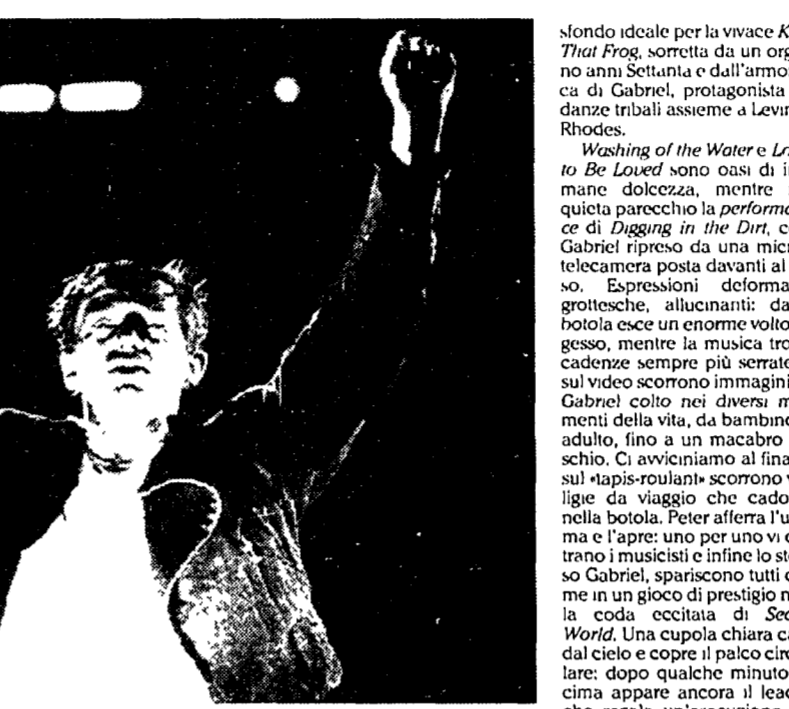 sfondo ideale per la vivace K
That Frog, sorretta da un org
no anni Settanta e dall'armo
ca di Gabriel, protagonista
danze tribali assieme a Levi
Rhodes.
Washing of the Water e
to Be Loved sono oasi di i
mane dolcezza, mentre
quieta parecchio la performa
ce di Digging in the Dirt, c
Gabriel ripreso da una mic
telecamera posta davanti al
so. Espressioni deforma
grottesche, allucinanti: da
botola esce un enorme volto
gesso, mentre la musica tro
cadenze sempre più serrate
sul video scorrono immagini
Gabriel colto nei diversi m
menti della vita, da bambino
adulto, fino a un macabro
schio. Ci avviciniamo al fina
sul «tapis-roulant» scorrono v
ligie da viaggio che cado
nella botola. Peter afferra l'u
ma e l'apre: uno per uno vi e
trano i musicisti e infine lo ste
so Gabriel, spariscono tutti c
me in un gioco di prestigio n
la coda eccitata di Sec
World. Una cupola chiara ca
dal cielo e copre il palco circ
lare: dopo qualche minuto
cima appare ancora il lead